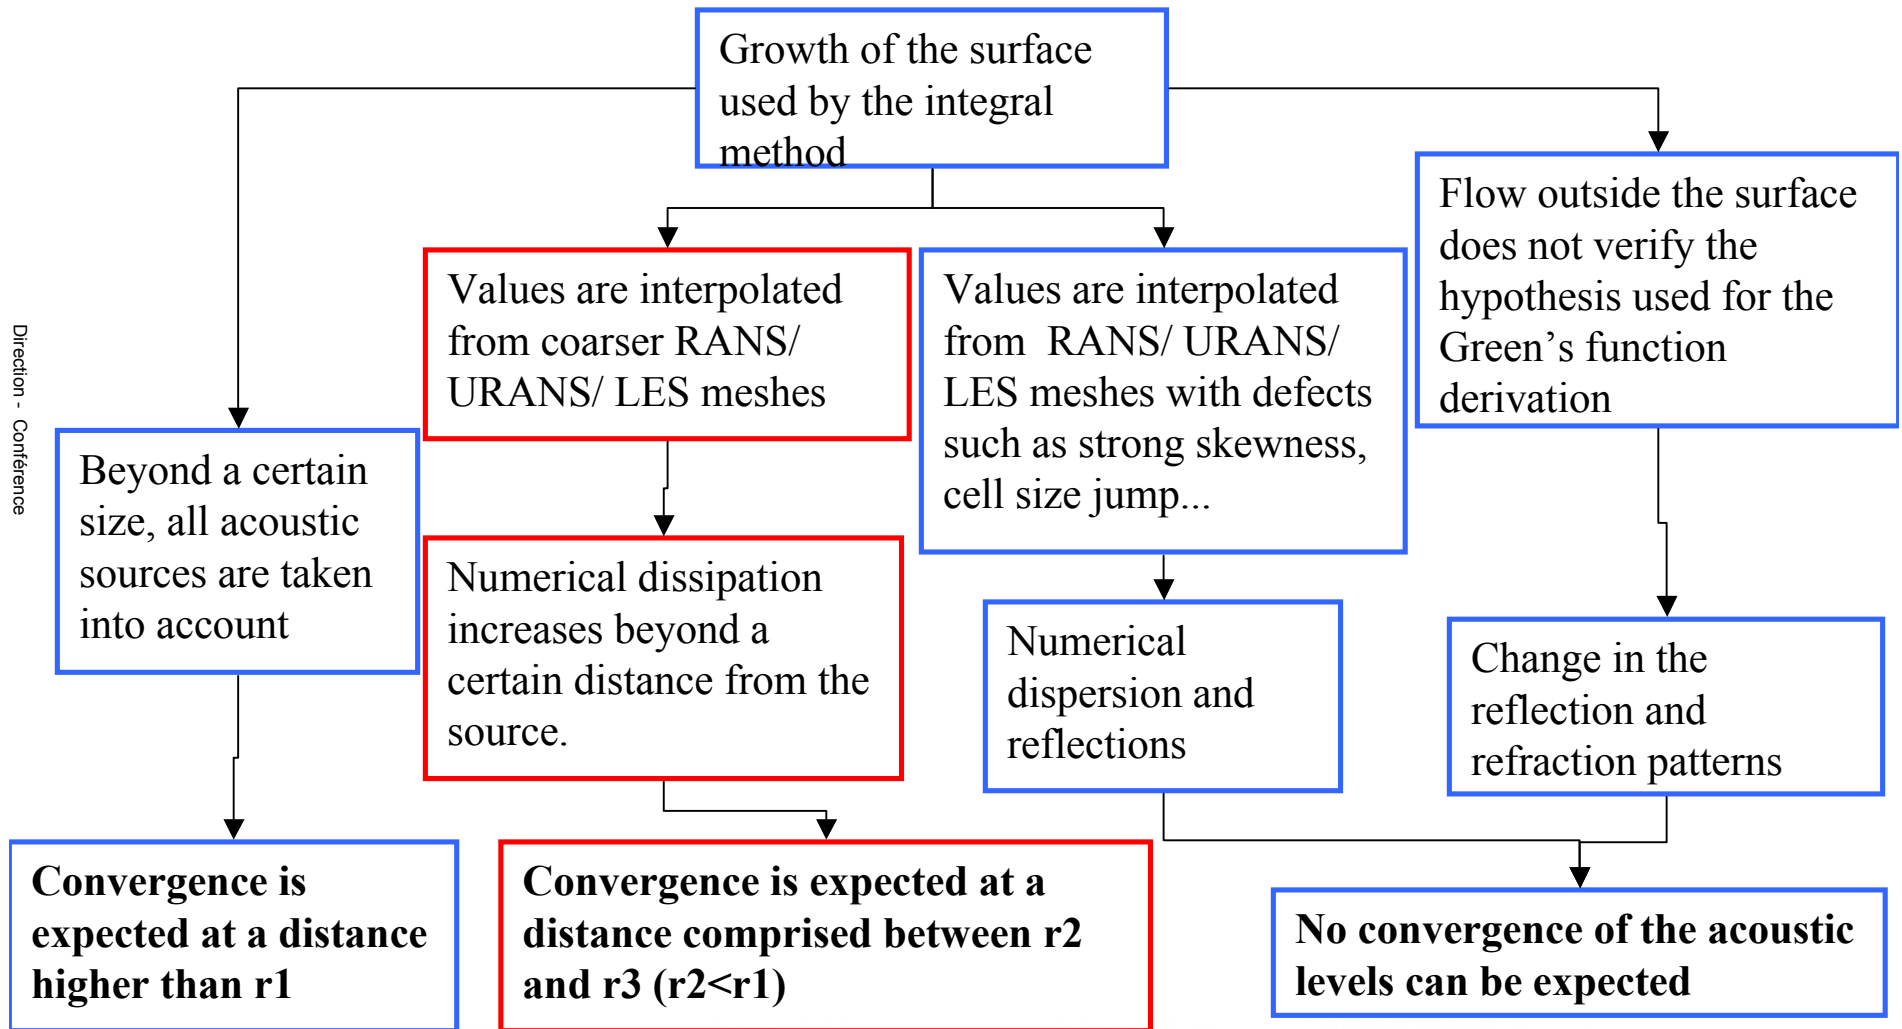 Growth of the surface
used by the integral
method
Flow outside the surface
does not verify the
hypothesis used for the
Green’s function
derivation
Values are interpolated
from coarser RANS/
URANS/ LES meshes
Values are interpolated
from RANS/ URANS/
LES meshes with defects
such as strong skewness,
cell size jump...
Direction - Conférence
Beyond a certain
size, all acoustic
sources are taken
into account
Numerical dissipation
increases beyond a
certain distance from the
source.
Numerical
dispersion and
reflections
Change in the
reflection and
refraction patterns
Convergence is
expected at a distance
higher than r1
Convergence is expected at a
distance comprised between r2
and r3 (r2<r1)
No convergence of the acoustic
levels can be expected